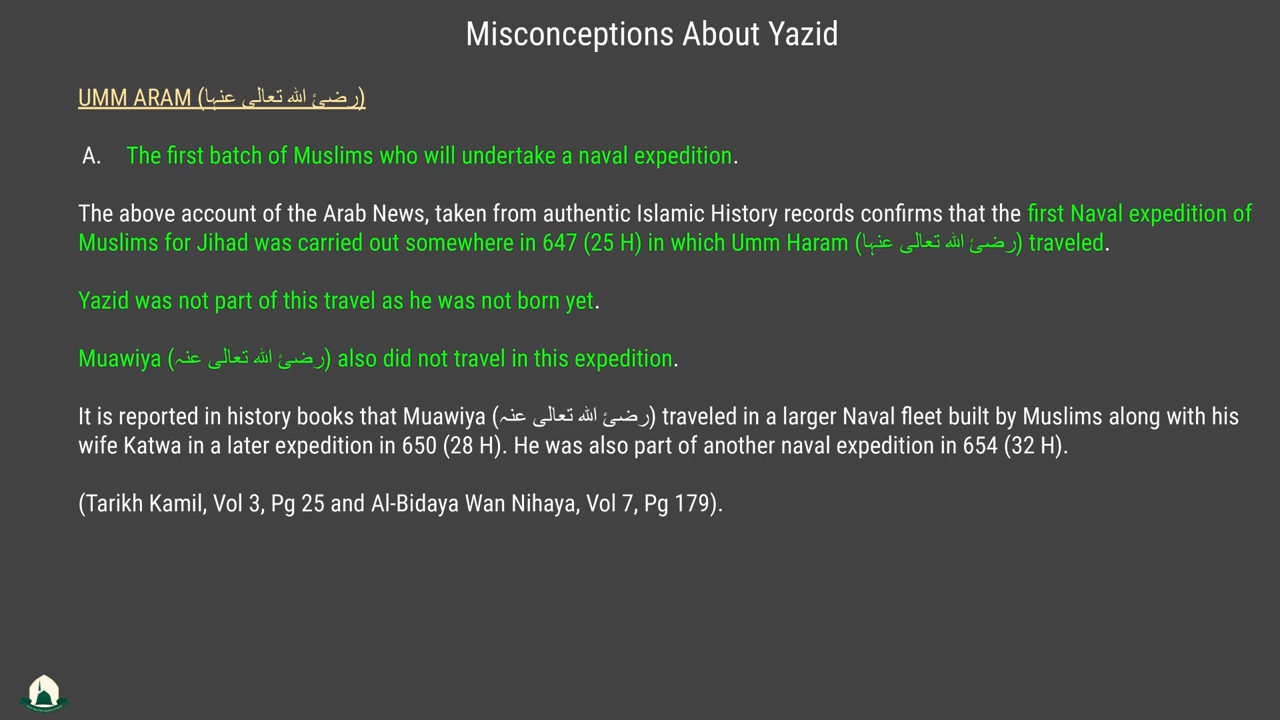 Misconceptions About Yazid
UMM ARAM (رضئ الله تعالى عنہا)
A. The first batch of Muslims who will undertake a naval expedition.
The above account of the Arab News, taken from authentic Islamic History records confirms that the first Naval expedition of
Muslims for Jihad was carried out somewhere in 647 (25 H) in which Umm Haram (رضئ الله تعالى عنہا) traveled.
Yazid was not part of this travel as he was not born yet.
Muawiya (رضئ الله تعالى عنہ) also did not travel in this expedition.
It is reported in history books that Muawiya (رضئ الله تعالى عنہ) traveled in a larger Naval fleet built by Muslims along with his
wife Katwa in a later expedition in 650 (28 H). He was also part of another naval expedition in 654 (32 H).
(Tarikh Kamil, Vol 3, Pg 25 and Al-Bidaya Wan Nihaya, Vol 7, Pg 179).